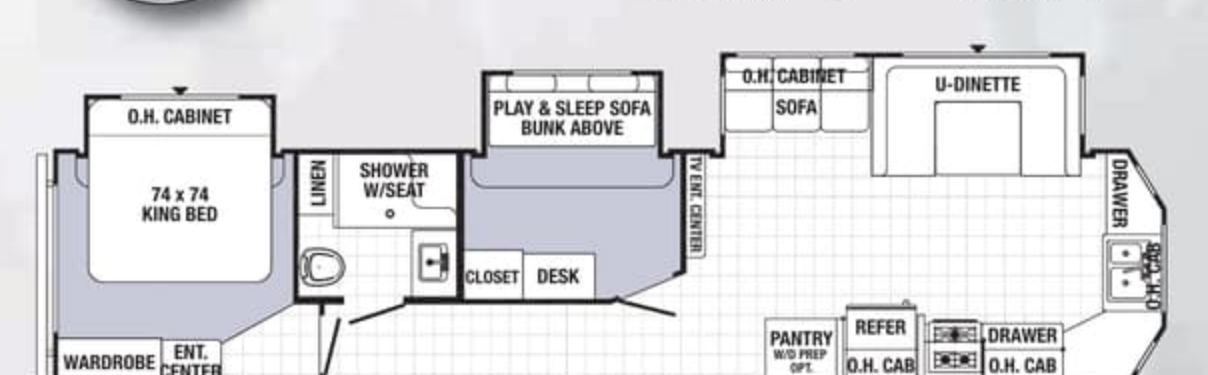 O.H. CABINET
74 x 74
KING BED
WARDROBE
ENT.
CENTER
LINEN
SHOWER
W/SEAT
PLAY & SLEEP SOFA
BUNK ABOVE
CLOSET
DESK
TV ENT. CENTER
O.H. CABINET
SOFA
U-DINETTE
DRAWER
O.H. CAB
PANTRY
W/D PREP
OPT.
REFER
O.H. CAB
DRAWER
O.H. CAB